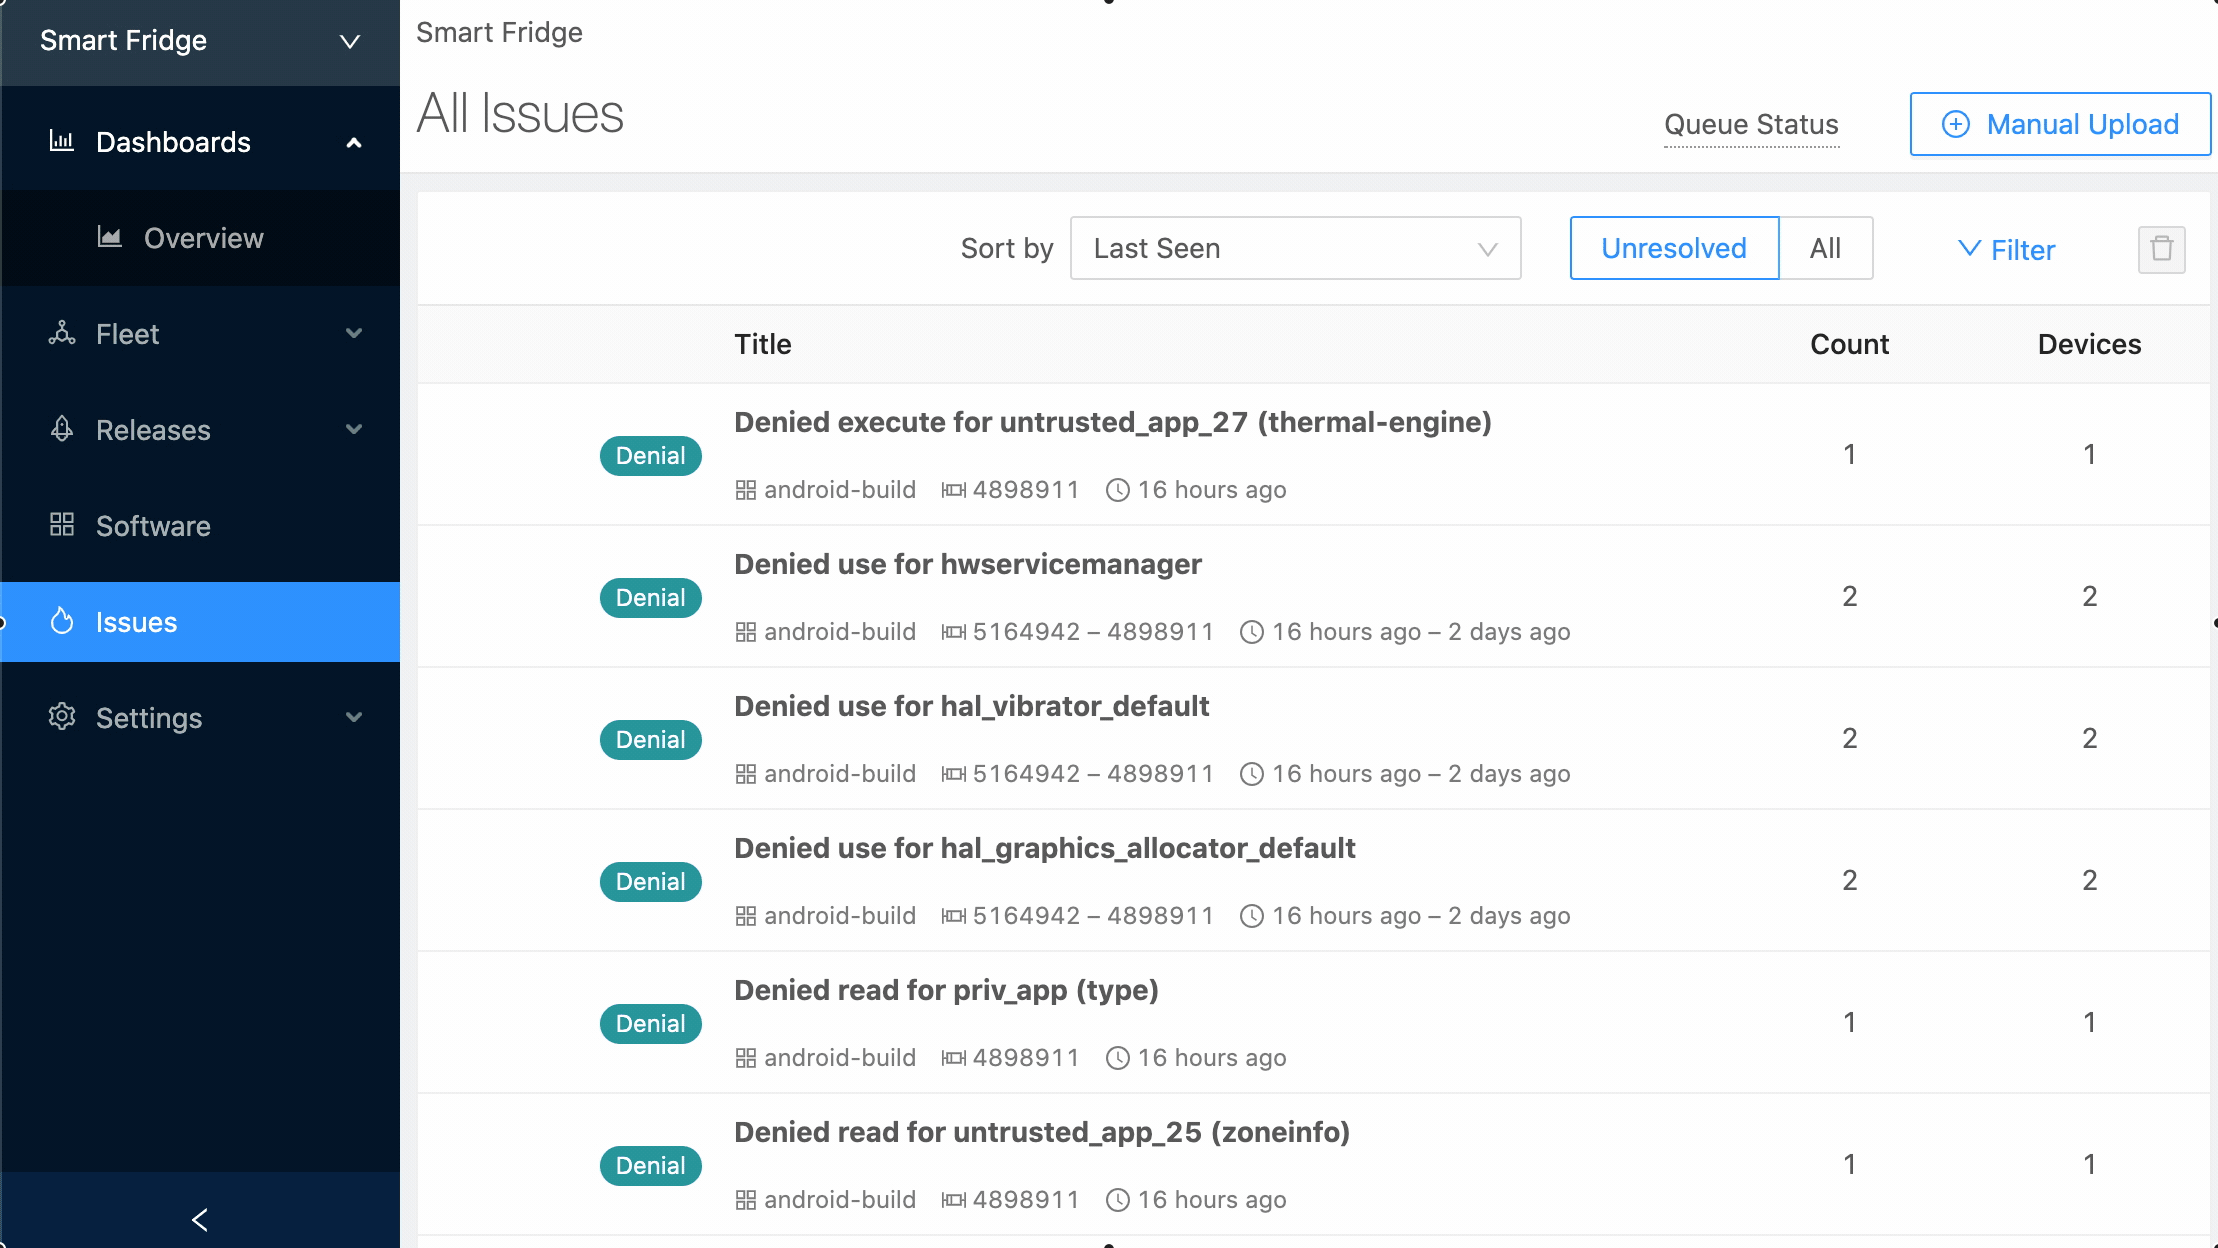 Smart Fridge
Dashboards
Overview
Fleet
Releases
Software
Issues
Settings
Smart Fridge
All Issues
Queue Status
Manual Upload
Sort by Last Seen Unresolved All Filter
Title Count Devices
Denied execute for untrusted_app_27 (thermal-engine)
Denial 1 1
android-build 4898911 16 hours ago
Denied use for hwservicemanager
Denial 2 2
android-build 5164942 – 4898911 16 hours ago – 2 days ago
Denied use for hal_vibrator_default
Denial 2 2
android-build 5164942 – 4898911 16 hours ago – 2 days ago
Denied use for hal_graphics_allocator_default
Denial 2 2
android-build 5164942 – 4898911 16 hours ago – 2 days ago
Denied read for priv_app (type)
Denial 1 1
android-build 4898911 16 hours ago
Denied read for untrusted_app_25 (zoneinfo)
Denial 1 1
android-build 4898911 16 hours ago